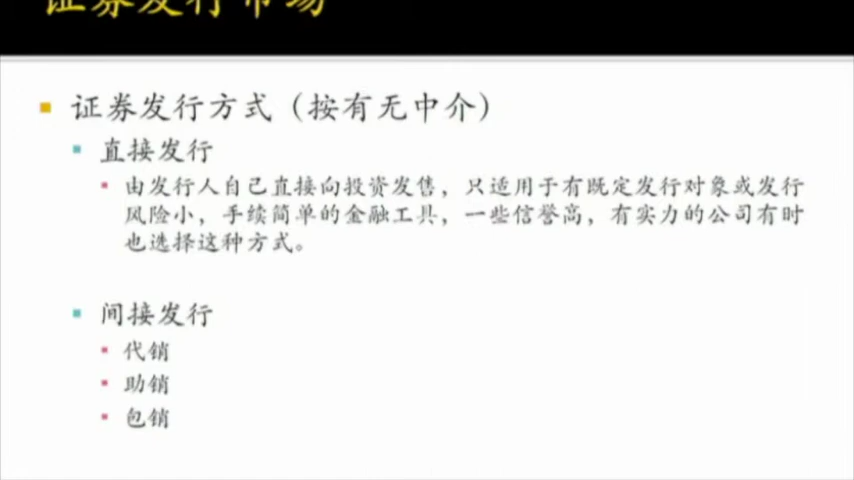 证券发行市场
证券发行方式（按有无中介）
直接发行
由发行人自己直接向投资发售，只适用于有既定发行对象或发行
风险小，手续简单的金融工具，一些信誉高，有实力的公司有时
也选择这种方式。
间接发行
代销
助销
包销